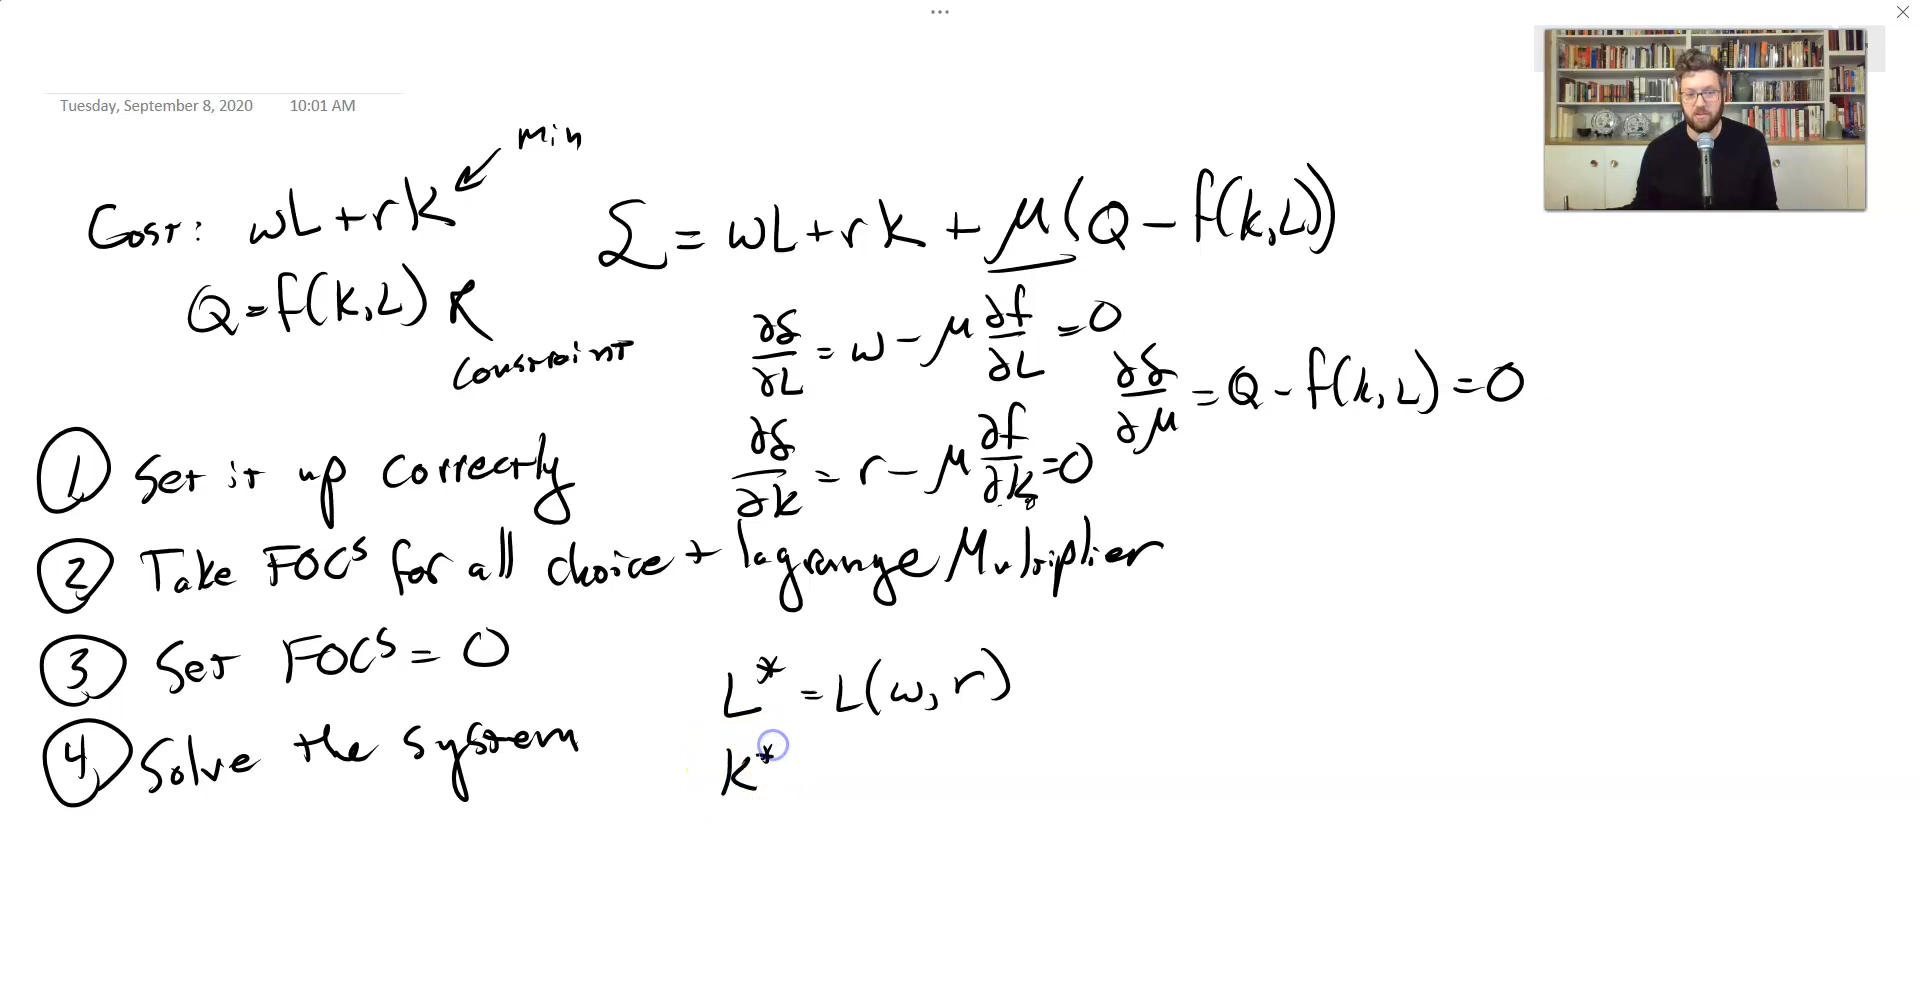 Tuesday, September 8, 2020 10:01 AM
min
Cost: wL+rK
Q=f(K,L)
constraint
ℒ = wL+rK + μ(Q - f(K,L))
∂ℒ/∂L = w - μ ∂f/∂L = 0
∂ℒ/∂K = r - μ ∂f/∂K = 0
∂ℒ/∂μ = Q - f(K,L) = 0
① Set it up correctly
② Take FOCs for all choice + lagrange Multiplier
③ Set FOCs = 0
④ Solve the system
L* = L(w,r)
K*